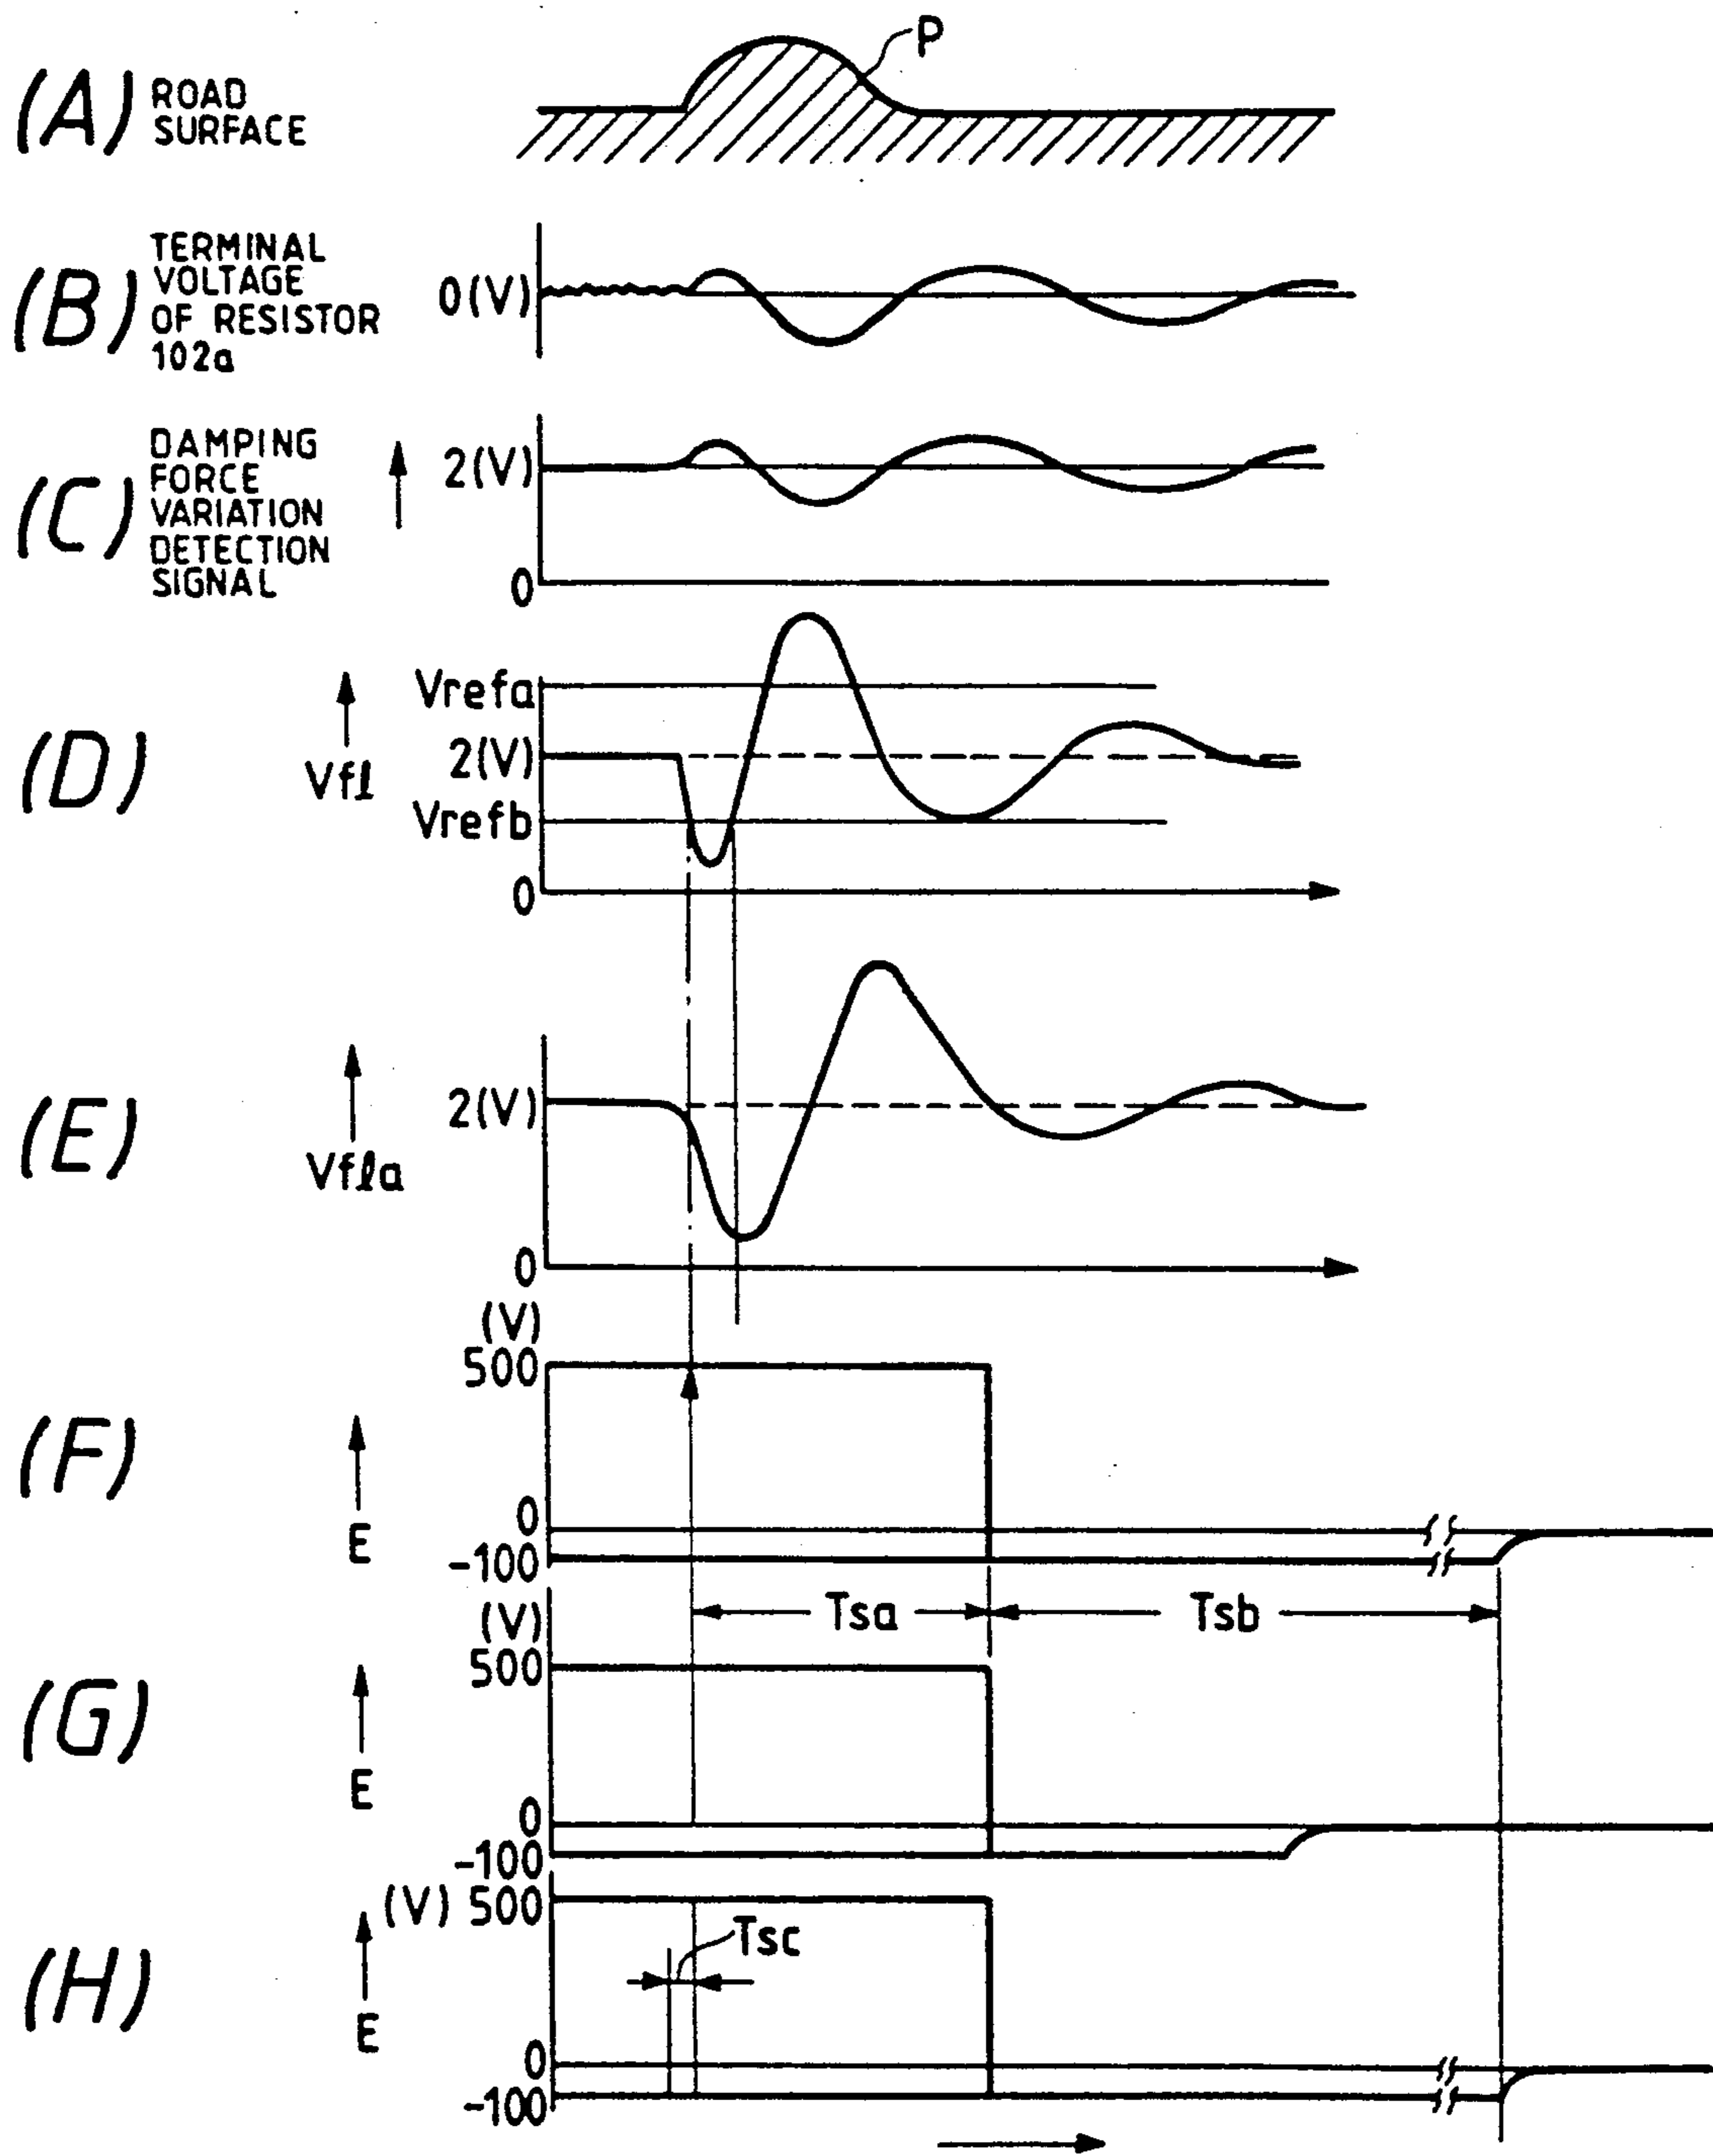 P
(A) ROAD
SURFACE
(B) TERMINAL
VOLTAGE
OF RESISTOR
102a
0(V)
(C) DAMPING
FORCE
VARIATION
DETECTION
SIGNAL
2(V)
0
(D)
Vfl
Vrefa
2(V)
Vrefb
0
(E)
Vfla
2(V)
0
(F)
E
(V)
500
0
-100
Tsa
Tsb
(G)
E
(V)
500
0
-100
(H)
E
(V) 500
Tsc
0
-100